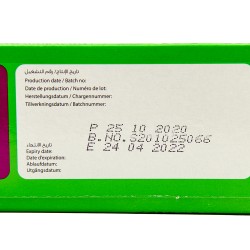 تاريخ الإنتاج/ رقم التشغيلة
Production date / Batch no:
Date de production / Numéro de lot:
Herstellungsdatum / Chargennummer:
Tillverkningsdatum / Batchnummer:
P 25 10 2020
B.NO.S201025066
E 24 04 2022
تاريخ الانتهاء:
Expiry date:
Date d'expiration:
Ablaufdatum:
Utgångsdatum: